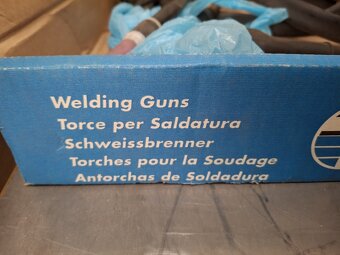 Welding Guns
Torce per Saldatura
Schweissbrenner
Torches pour la Soudage
Antorchas de Soldadura